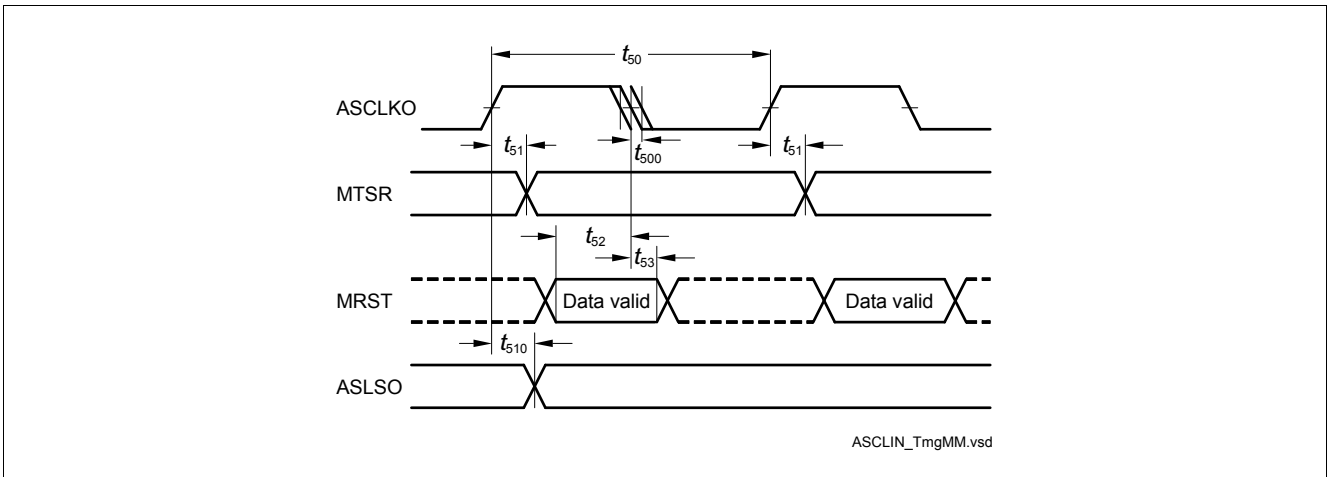 t50
ASCLKO
t51
t500
t51
MTSR
t52
t53
MRST
Data valid
Data valid
t510
ASLSO
ASCLIN_TmgMM.vsd